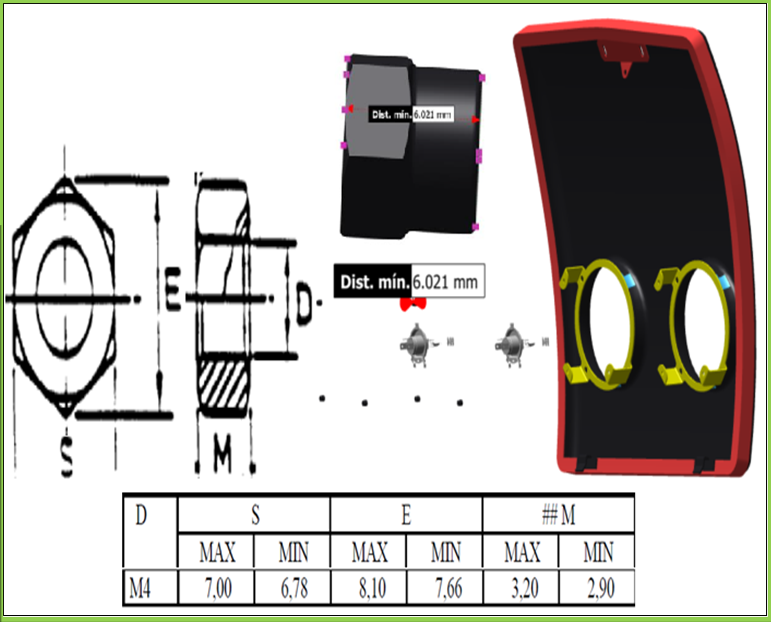 Dist. mín. 6.021 mm
Dist. mín. 6.021 mm
E
D
S
M
D S E ## M
MAX MIN MAX MIN MAX MIN
M4 7,00 6,78 8,10 7,66 3,20 2,90